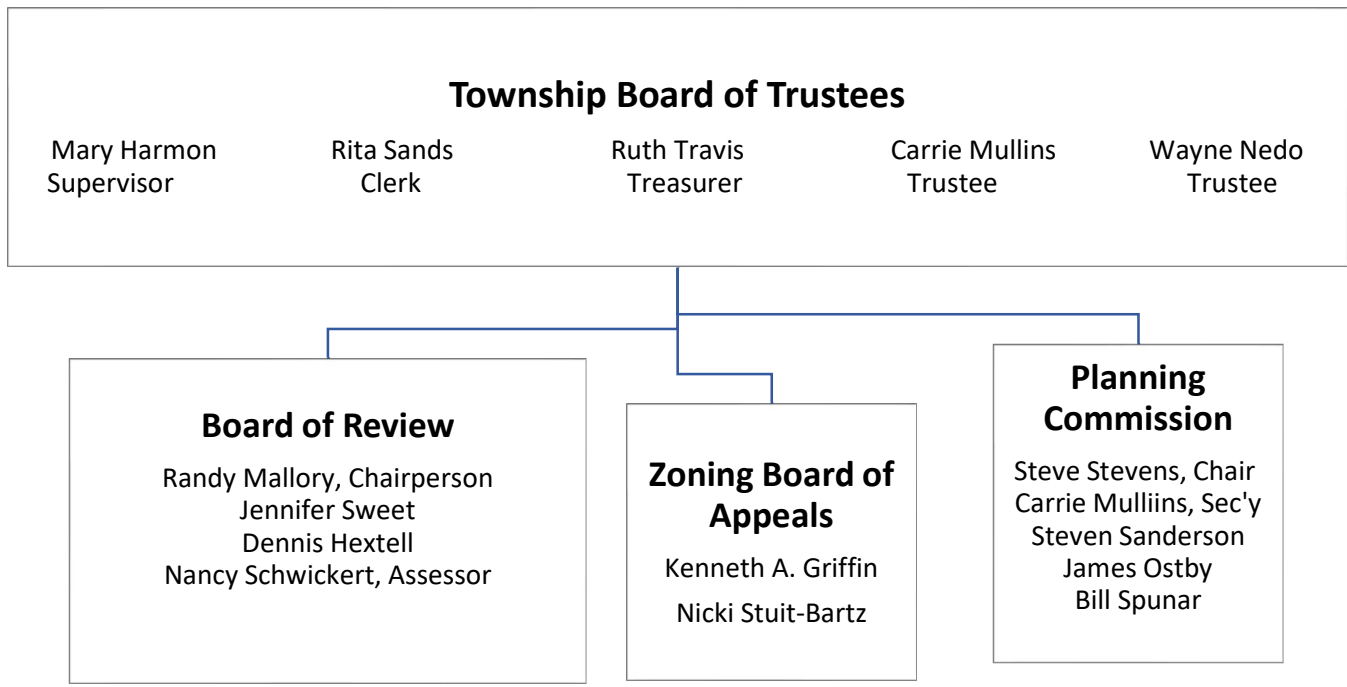 Township Board of Trustees
Mary Harmon Rita Sands Ruth Travis Carrie Mullins Wayne Nedo
Supervisor Clerk Treasurer Trustee Trustee
Board of Review
Randy Mallory, Chairperson
Jennifer Sweet
Dennis Hextell
Nancy Schwickert, Assessor
Zoning Board of
Appeals
Kenneth A. Griffin
Nicki Stuit-Bartz
Planning
Commission
Steve Stevens, Chair
Carrie Mulliins, Sec'y
Steven Sanderson
James Ostby
Bill Spunar